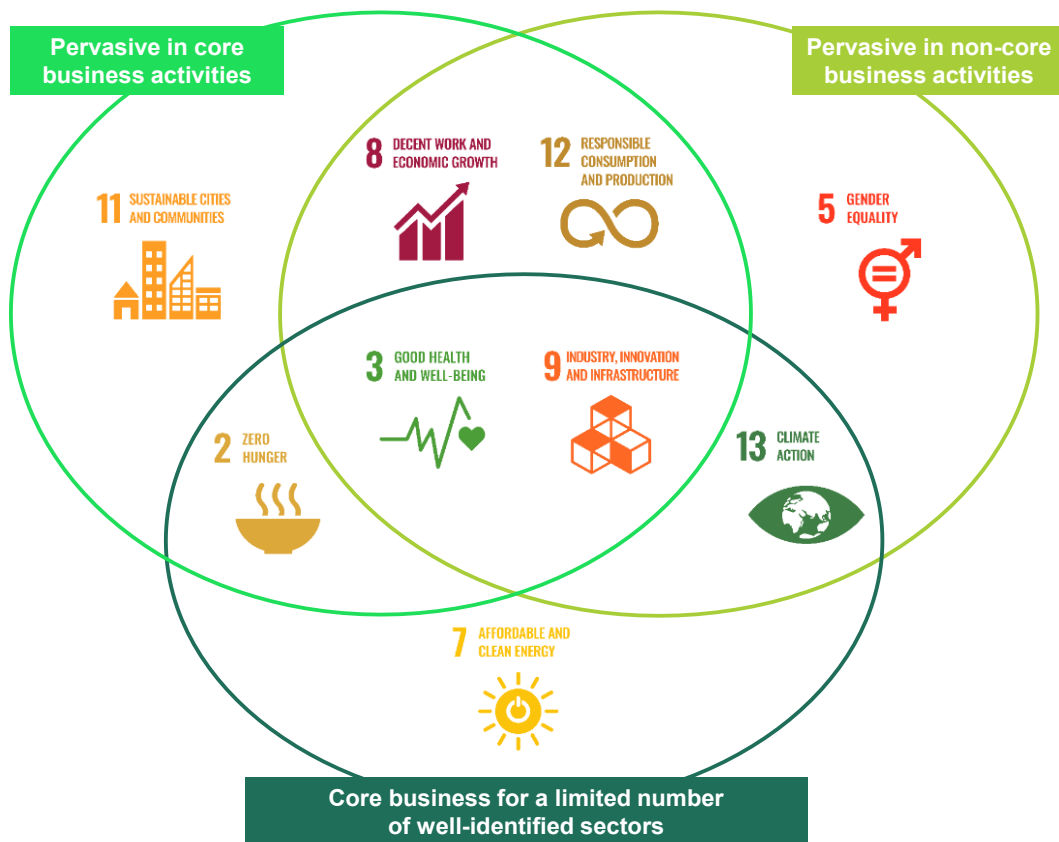 Pervasive in core
business activities
Pervasive in non-core
business activities
8 DECENT WORK AND
ECONOMIC GROWTH
12 RESPONSIBLE
CONSUMPTION
AND PRODUCTION
11 SUSTAINABLE CITIES
AND COMMUNITIES
5 GENDER
EQUALITY
3 GOOD HEALTH
AND WELL-BEING
9 INDUSTRY, INNOVATION
AND INFRASTRUCTURE
2 ZERO
HUNGER
13 CLIMATE
ACTION
7 AFFORDABLE AND
CLEAN ENERGY
Core business for a limited number
of well-identified sectors